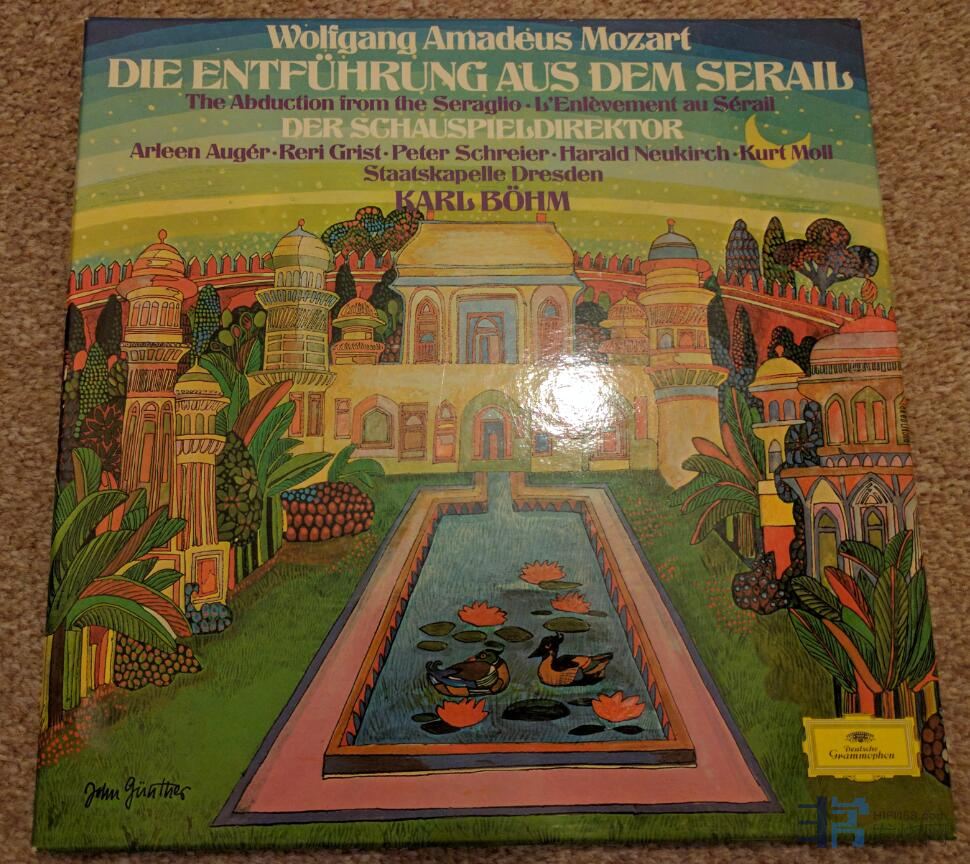 Wolfgang Amadeus Mozart
DIE ENTFÜHRUNG AUS DEM SERAIL
The Abduction from the Seraglio · L'Enlèvement au Sérail
DER SCHAUSPIELDIREKTOR
Arleen Augér · Reri Grist · Peter Schreier · Harald Neukirch · Kurt Moll
Staatskapelle Dresden
KARL BÖHM
Deutsche
Grammophon
John Günther